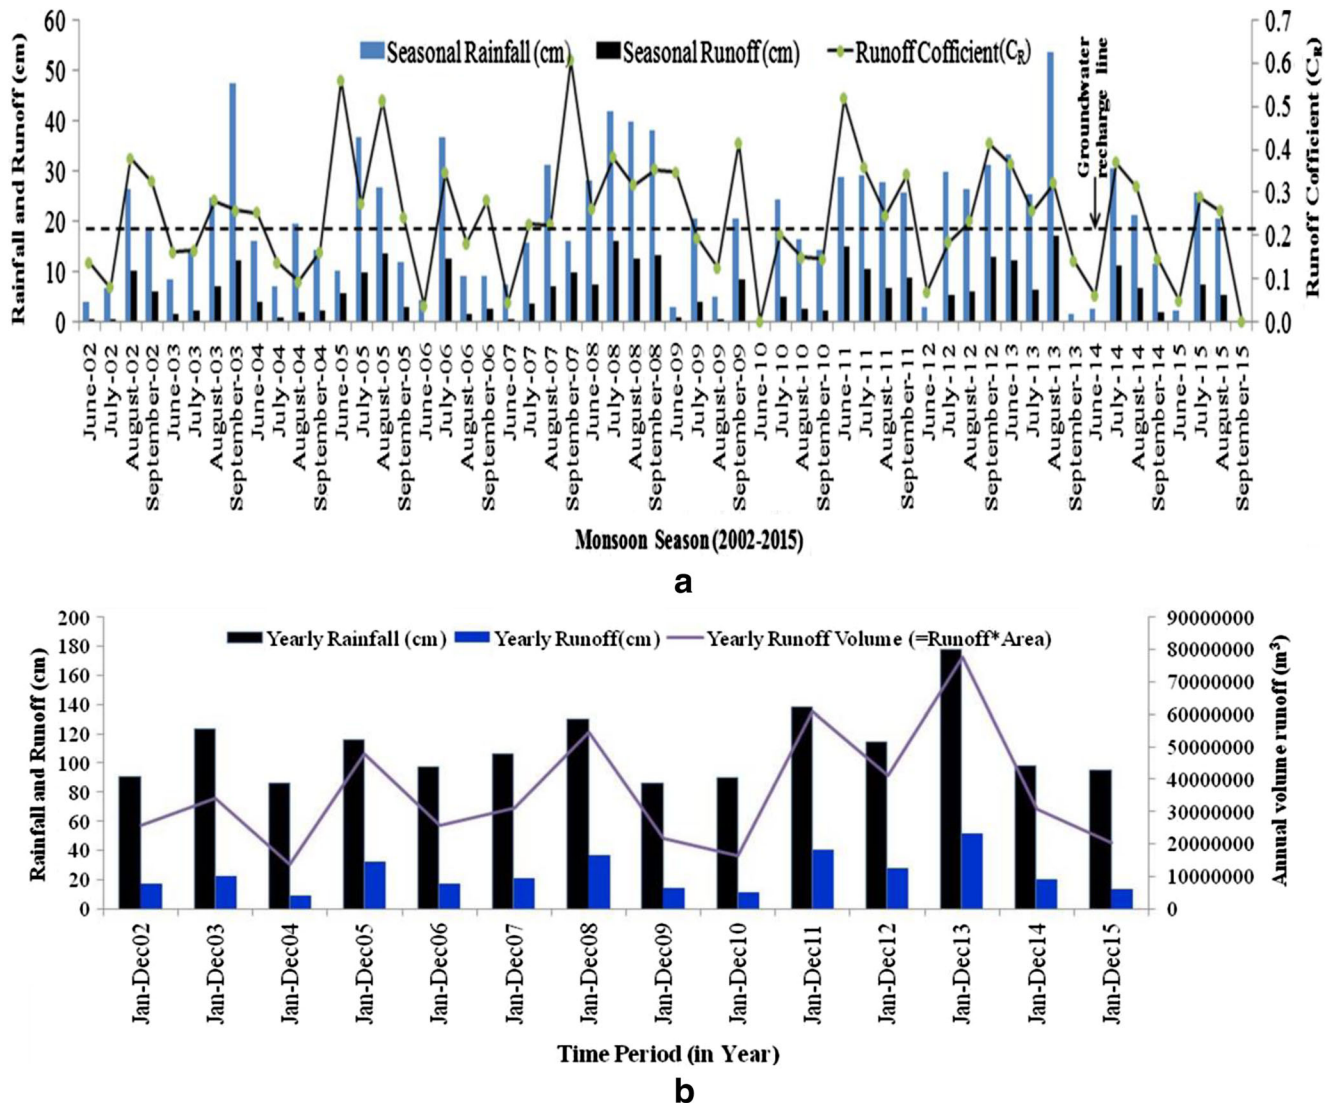 60
50
40
30
20
10
0
Rainfall and Runoff (cm)
Seasonal Rainfall (cm)
Seasonal Runoff (cm)
Runoff Cofficient(CR)
Groundwater
recharge line
0.7
0.6
0.5
0.4
0.3
0.2
0.1
0.0
Runoff Cofficient (CR)
June-02
July-02
August-02
September-02
June-03
July-03
August-03
September-03
June-04
July-04
August-04
September-04
June-05
July-05
August-05
September-05
June-06
July-06
August-06
September-06
June-07
July-07
August-07
September-07
June-08
July-08
August-08
September-08
June-09
July-09
August-09
September-09
June-10
July-10
August-10
September-10
June-11
July-11
August-11
September-11
June-12
July-12
August-12
September-12
June-13
July-13
August-13
September-13
June-14
July-14
August-14
September-14
June-15
July-15
August-15
September-15
Monsoon Season (2002-2015)
a
200
180
160
140
120
100
80
60
40
20
0
Rainfall and Runoff (cm)
Yearly Rainfall (cm)
Yearly Runoff(cm)
Yearly Runoff Volume (=Runoff*Area)
90000000
80000000
70000000
60000000
50000000
40000000
30000000
20000000
10000000
0
Annual volume runoff (m³)
Jan-Dec02
Jan-Dec03
Jan-Dec04
Jan-Dec05
Jan-Dec06
Jan-Dec07
Jan-Dec08
Jan-Dec09
Jan-Dec10
Jan-Dec11
Jan-Dec12
Jan-Dec13
Jan-Dec14
Jan-Dec15
Time Period (in Year)
b